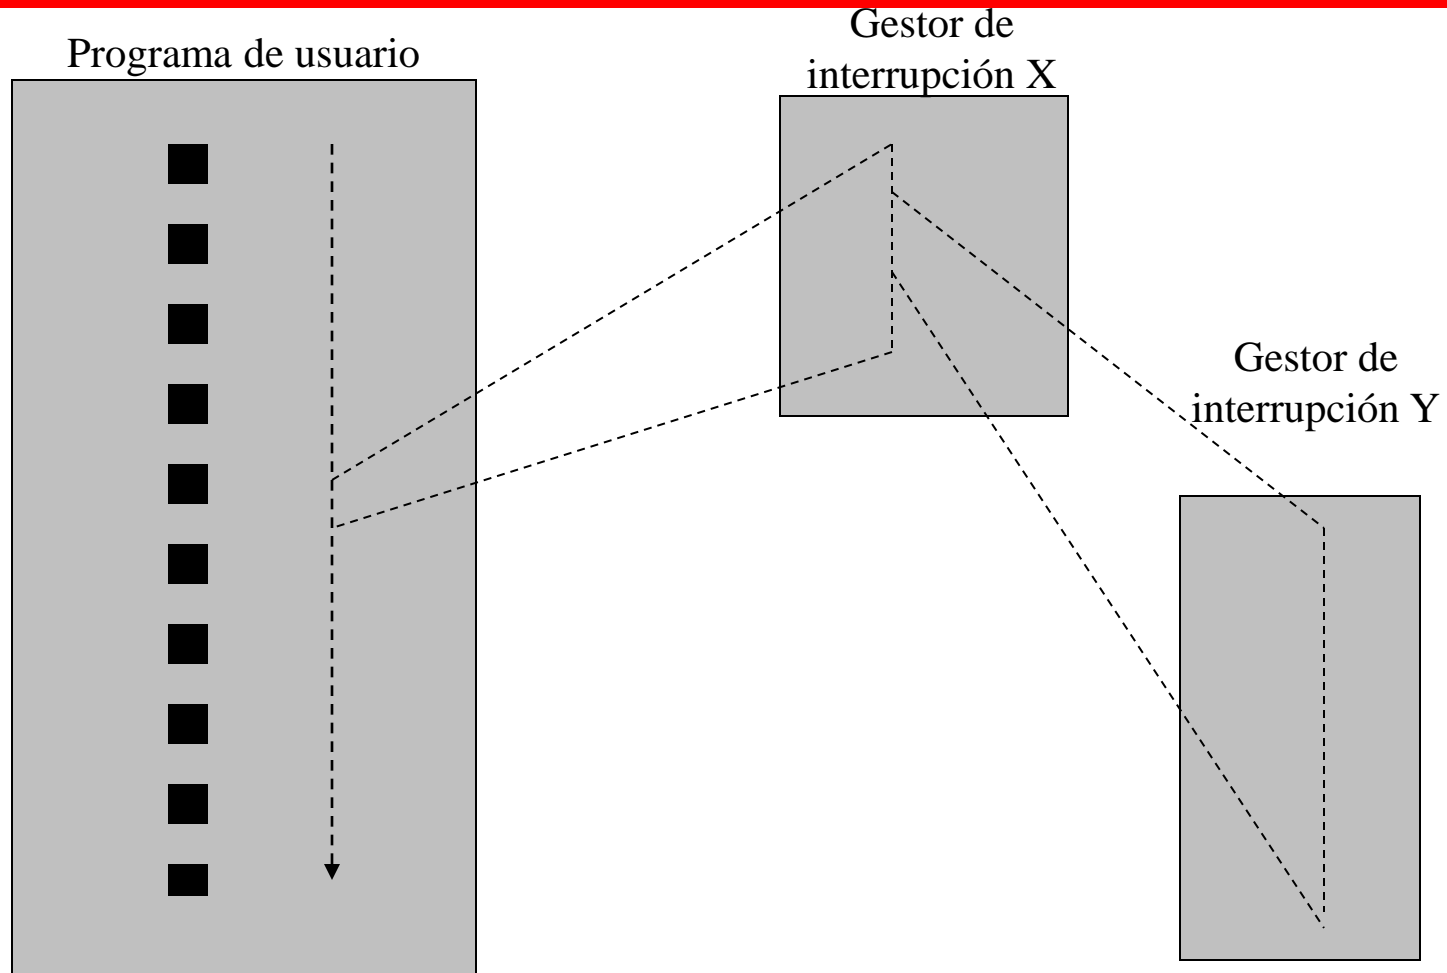 Programa de usuario
Gestor de
interrupción X
Gestor de
interrupción Y